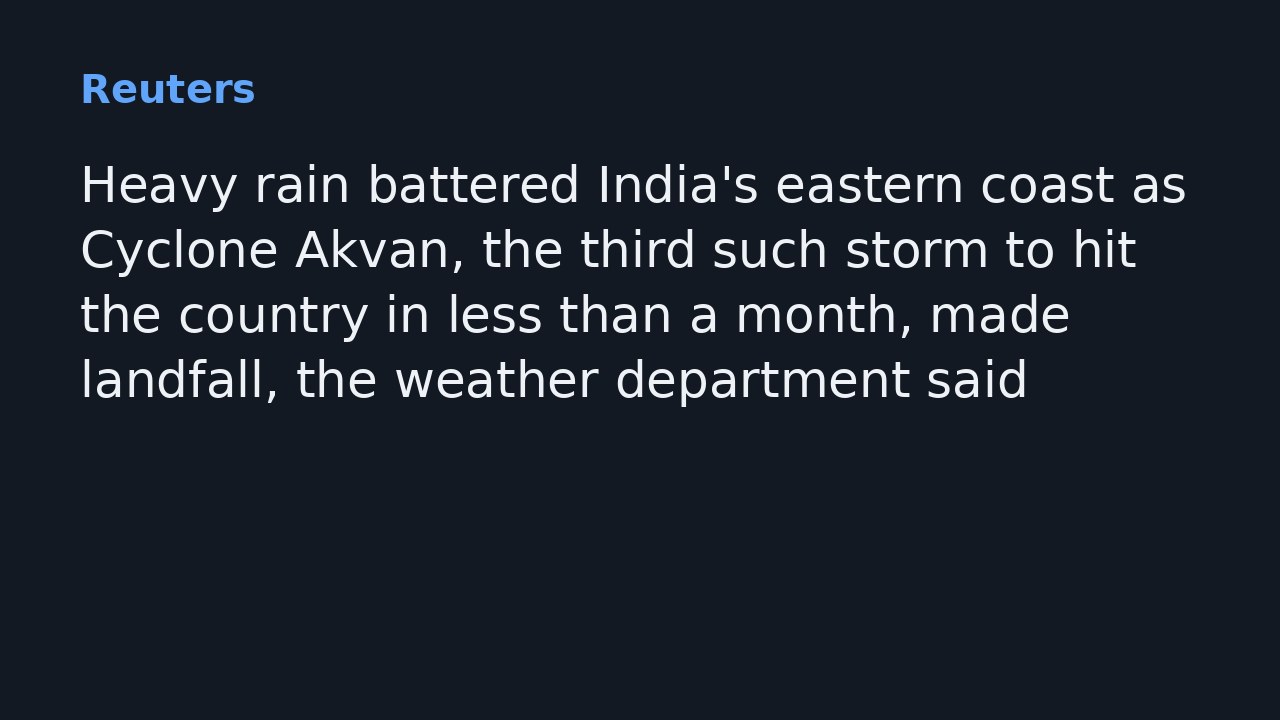 Reuters
Heavy rain battered India's eastern coast as
Cyclone Akvan, the third such storm to hit
the country in less than a month, made
landfall, the weather department said